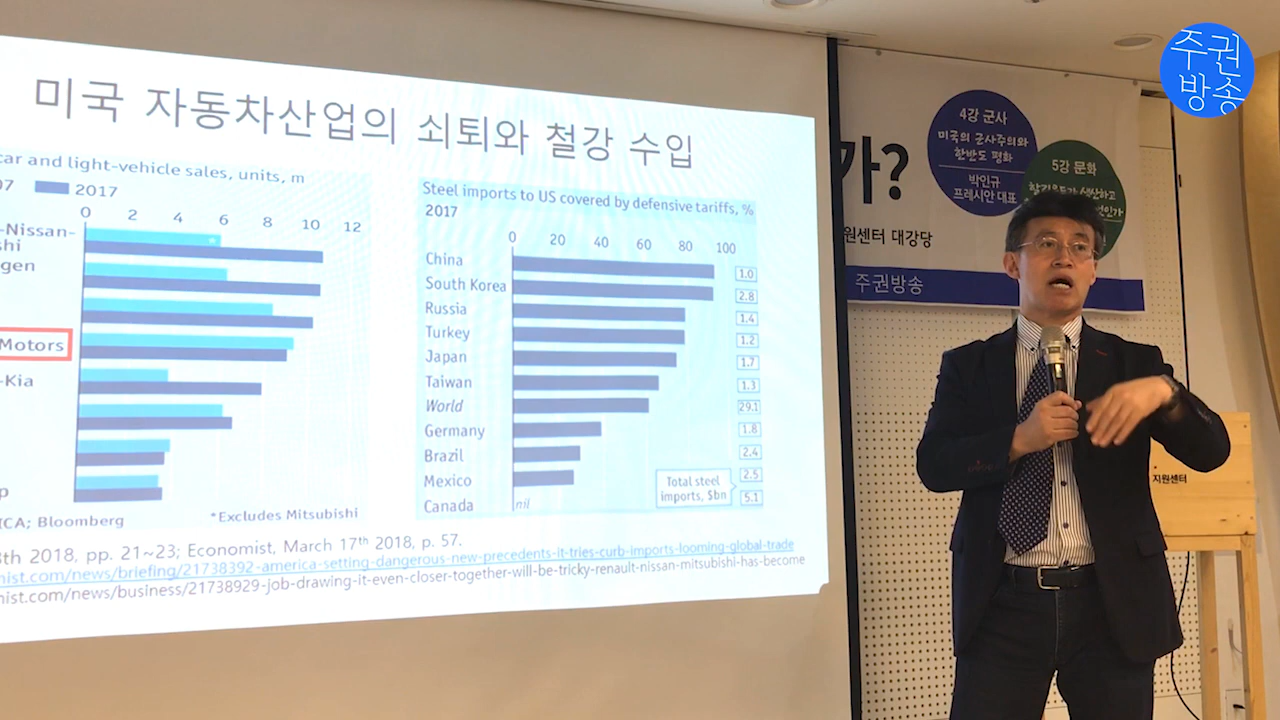 미국 자동차산업의 쇠퇴와 철강 수입
car and light-vehicle sales, units, m
07 2017
0 2 4 6 8 10 12
-Nissan-
shi
gen
Motors
-Kia
p
ICA; Bloomberg
*Excludes Mitsubishi
Steel imports to US covered by defensive tariffs, %
2017
0 20 40 60 80 100
China 1.0
South Korea 2.8
Russia 1.4
Turkey 1.2
Japan 1.7
Taiwan 1.3
World 29.1
Germany 1.8
Brazil 2.4
Mexico 2.5
Canada nil 5.1
Total steel
imports, $bn
8th 2018, pp. 21~23; Economist, March 17th 2018, p. 57.
nist.com/news/briefing/21738392-america-setting-dangerous-new-precedents-it-tries-curb-imports-looming-global-trade
mist.com/news/business/21738929-job-drawing-it-even-closer-together-will-be-tricky-renault-nissan-mitsubishi-has-become
주권
방송
가?
4강 군사
미국의 군사주의와
한반도 평화
박인규
프레시안 대표
5강 문화
생산하고
원센터 대강당
주권방송
지원센터